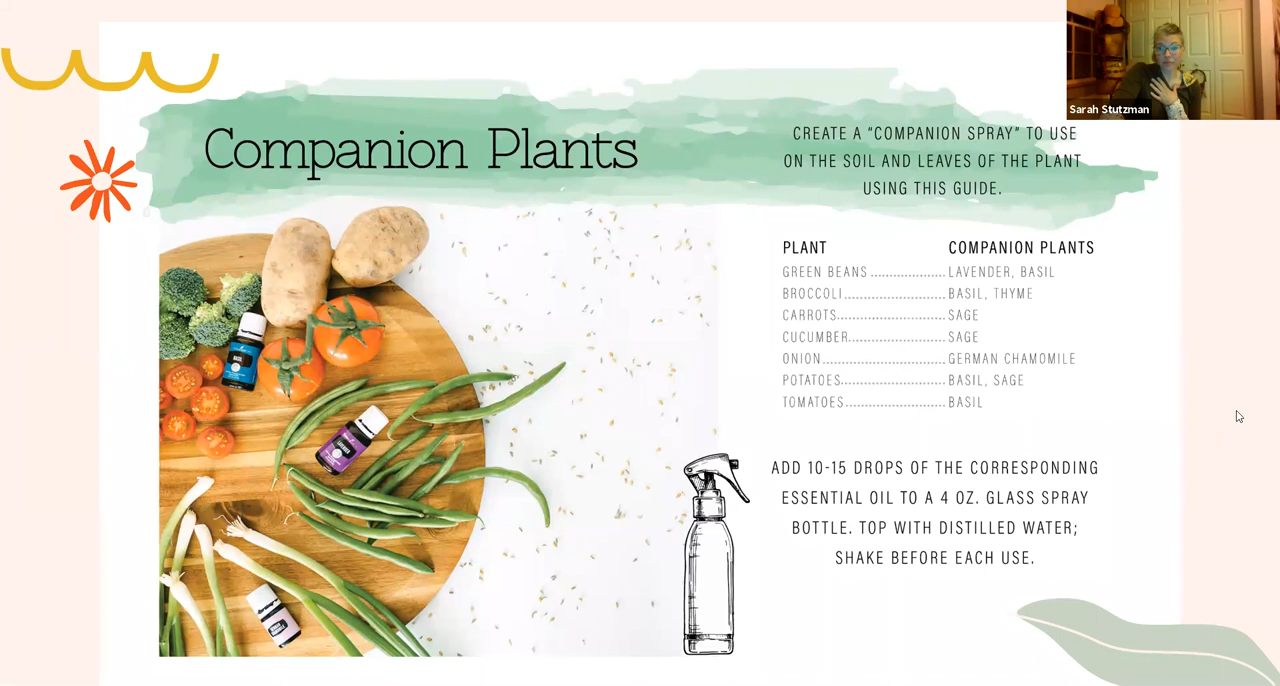 Sarah Stutzman
Companion Plants
CREATE A “COMPANION SPRAY” TO USE
ON THE SOIL AND LEAVES OF THE PLANT
USING THIS GUIDE.
PLANT COMPANION PLANTS
GREEN BEANS ................... LAVENDER, BASIL
BROCCOLI......................... BASIL, THYME
CARROTS........................... SAGE
CUCUMBER........................ SAGE
ONION............................... GERMAN CHAMOMILE
POTATOES.......................... BASIL, SAGE
TOMATOES......................... BASIL
ADD 10-15 DROPS OF THE CORRESPONDING
ESSENTIAL OIL TO A 4 OZ. GLASS SPRAY
BOTTLE. TOP WITH DISTILLED WATER;
SHAKE BEFORE EACH USE.
BASIL
LAVENDER